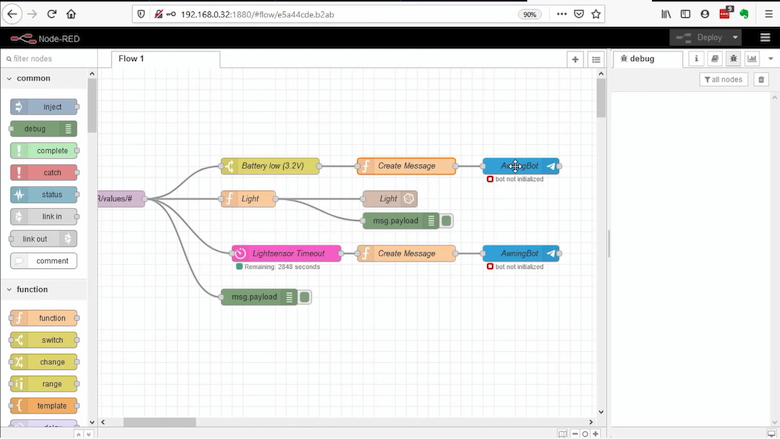 192.168.0.32:1880/#flow/e5a44cde.b2ab
90%
Node-RED
Deploy
filter nodes
Flow 1
debug
all nodes
common
inject
debug
complete
catch
status
link in
link out
comment
function
function
switch
change
range
template
R/values/#
Battery low (3.2V)
Create Message
AwningBot
bot not initialized
Light
Light
msg.payload
Lightsensor Timeout
Remaining: 2848 seconds
Create Message
AwningBot
bot not initialized
msg.payload